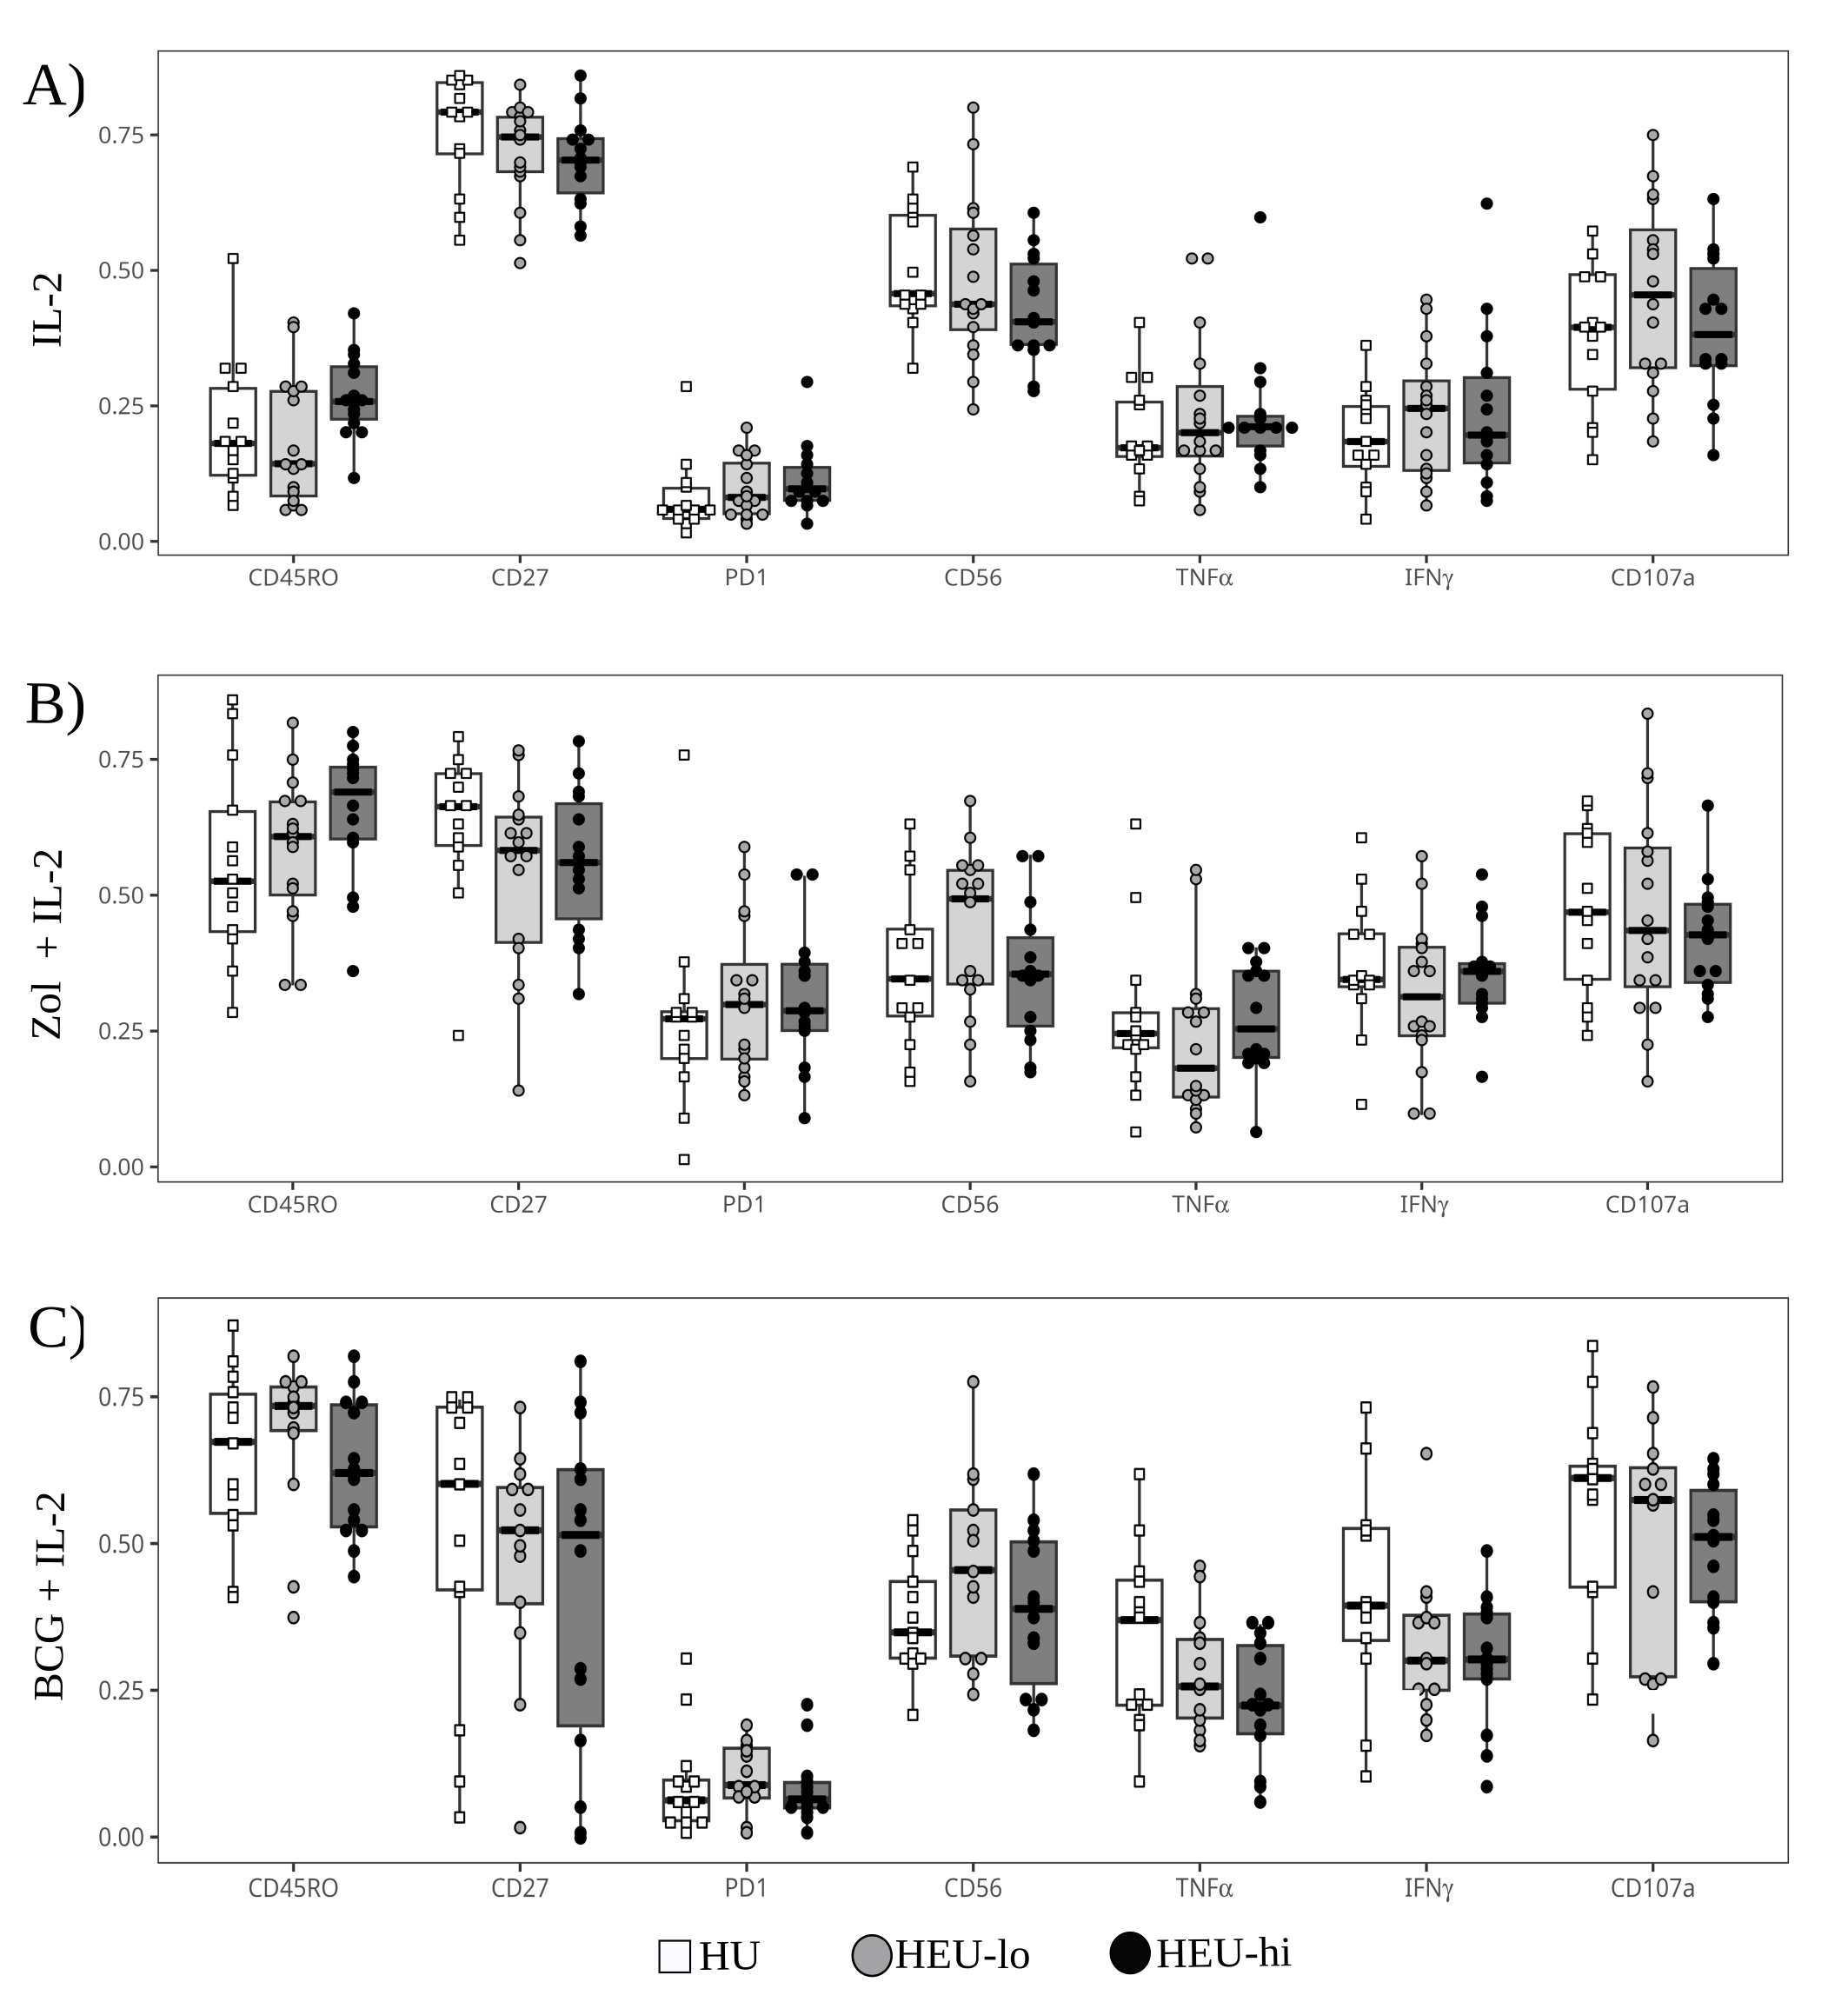 A)
IL-2
0.75
0.50
0.25
0.00
CD45RO CD27 PD1 CD56 TNFα IFNγ CD107a
B)
Zol + IL-2
0.75
0.50
0.25
0.00
CD45RO CD27 PD1 CD56 TNFα IFNγ CD107a
C)
BCG + IL-2
0.75
0.50
0.25
0.00
CD45RO CD27 PD1 CD56 TNFα IFNγ CD107a
HU HEU-lo HEU-hi